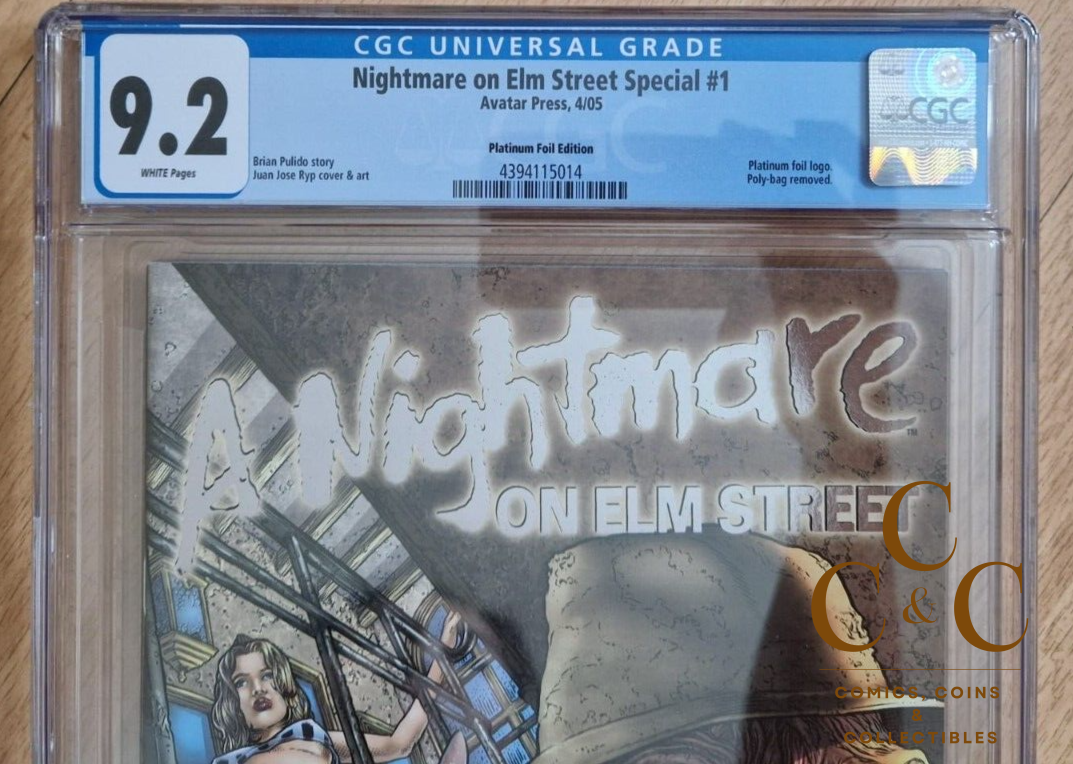 CGC UNIVERSAL GRADE
9.2
WHITE Pages
Nightmare on Elm Street Special #1
Avatar Press, 4/05
Platinum Foil Edition
4394115014
Brian Pulido story
Juan Jose Ryp cover & art
Platinum foil logo.
Poly-bag removed.
CGC
A Nightmare
TM
ON ELM STREET
C
C & C
COMICS, COINS
&
COLLECTIBLES